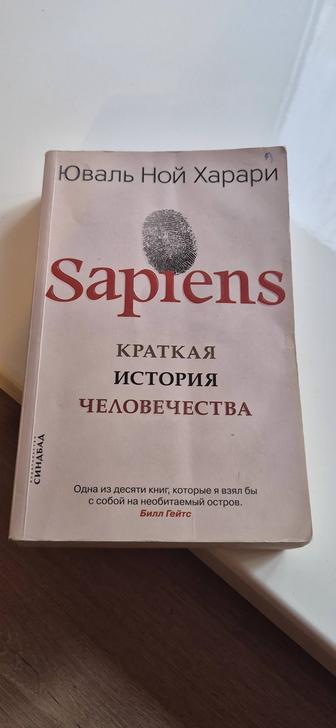 Юваль Ной Харари
Sapiens
КРАТКАЯ
ИСТОРИЯ
ЧЕЛОВЕЧЕСТВА
Одна из десяти книг, которые я взял бы
с собой на необитаемый остров.
Билл Гейтс
СИНДБАД